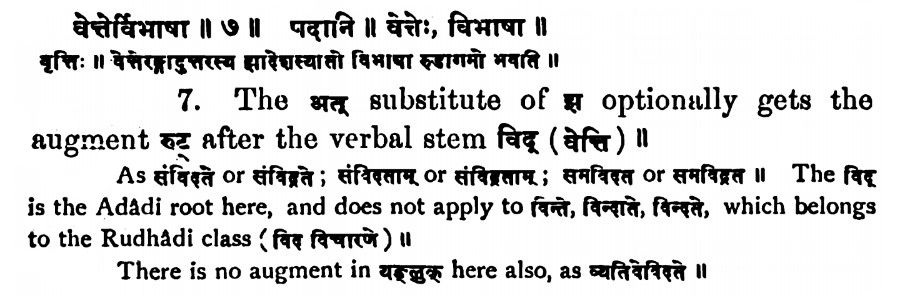 वेत्तेर्विभाषा ॥ ७ ॥ पदानि ॥ वेत्तेः, विभाषा ॥
वृत्तिः ॥ वेत्तेरङ्गादुत्तरस्य झादेशस्यातो विभाषा रुडागमो भवति ॥
7. The अत् substitute of झ optionally gets the
augment रुट् after the verbal stem विद् (वेत्ति) ॥
As संविदते or संविद्रते; संविदताम् or संविद्रताम्; समविदत or समविद्रत ॥ The विद्
is the Adâdi root here, and does not apply to विन्ते, विन्दाते, विन्दते, which belongs
to the Rudhâdi class (विद विचारणे) ॥
There is no augment in यङ्लुक् here also, as व्यतिवेविदते ॥